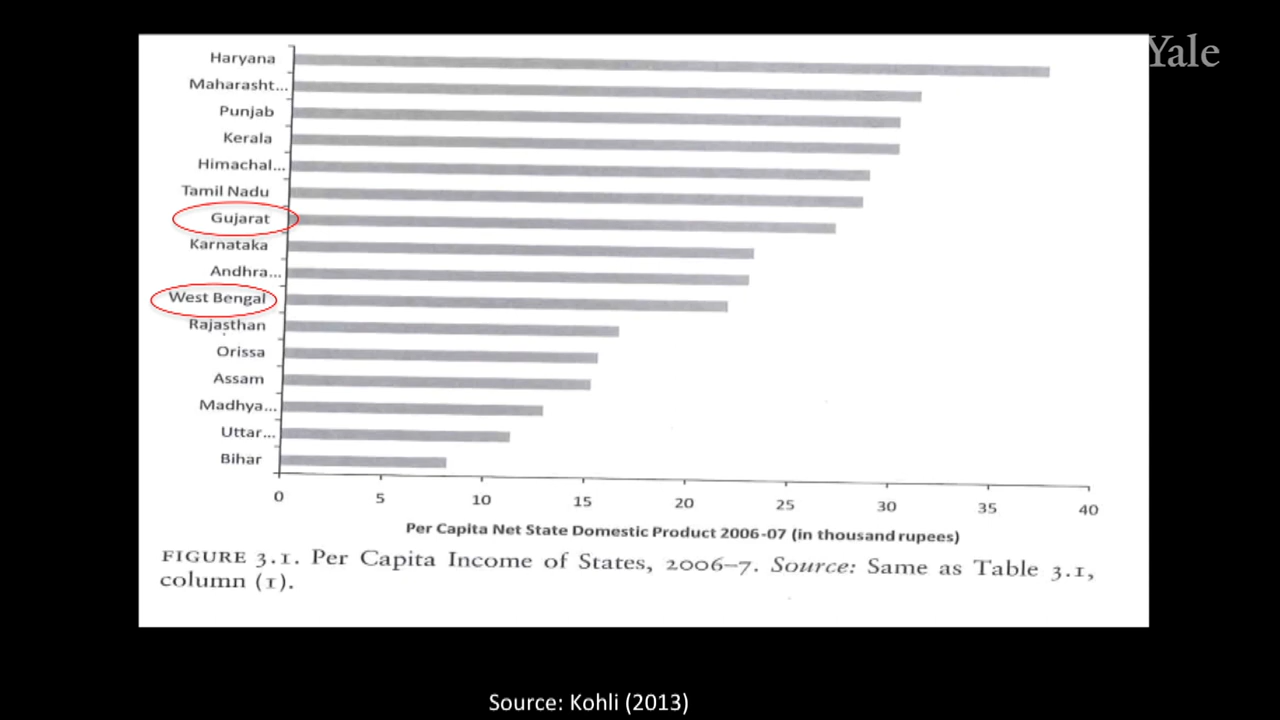 Yale
Haryana
Maharasht...
Punjab
Kerala
Himachal...
Tamil Nadu
Gujarat
Karnataka
Andhra...
West Bengal
Rajasthan
Orissa
Assam
Madhya...
Uttar...
Bihar
0 5 10 15 20 25 30 35 40
Per Capita Net State Domestic Product 2006-07 (in thousand rupees)
FIGURE 3.1. Per Capita Income of States, 2006–7. Source: Same as Table 3.1,
column (1).
Source: Kohli (2013)